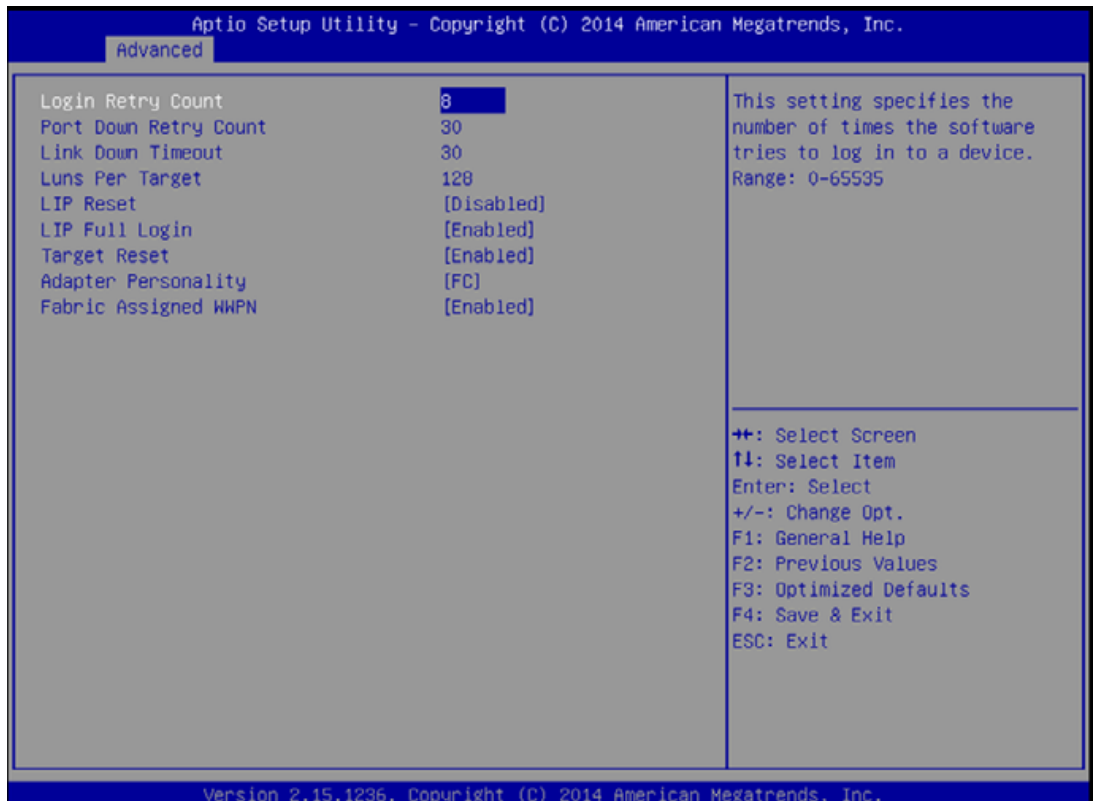 Aptio Setup Utility - Copyright (C) 2014 American Megatrends, Inc.
Advanced
Login Retry Count 8
Port Down Retry Count 30
Link Down Timeout 30
Luns Per Target 128
LIP Reset [Disabled]
LIP Full Login [Enabled]
Target Reset [Enabled]
Adapter Personality [FC]
Fabric Assigned WWPN [Enabled]
This setting specifies the
number of times the software
tries to log in to a device.
Range: 0-65535
→←: Select Screen
↑↓: Select Item
Enter: Select
+/-: Change Opt.
F1: General Help
F2: Previous Values
F3: Optimized Defaults
F4: Save & Exit
ESC: Exit
Version 2.15.1236. Copyright (C) 2014 American Megatrends, Inc.